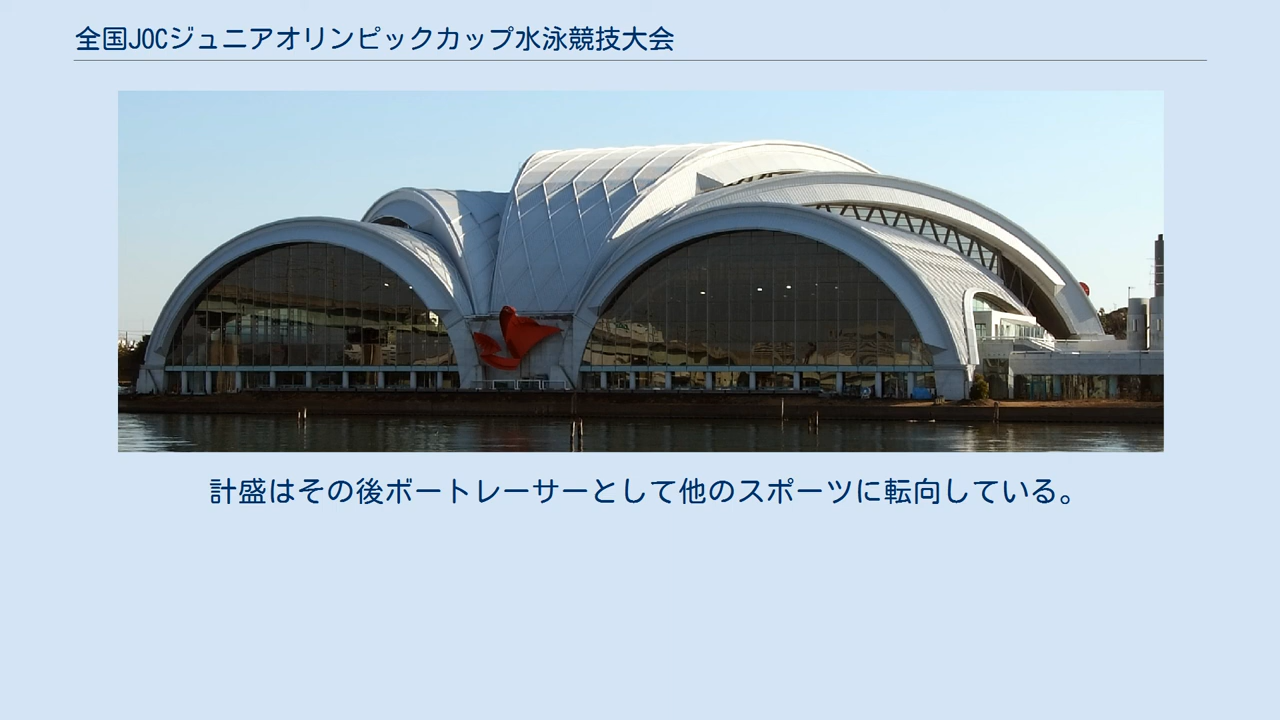 全国JOCジュニアオリンピックカップ水泳競技大会
計盛はその後ボートレーサーとして他のスポーツに転向している。